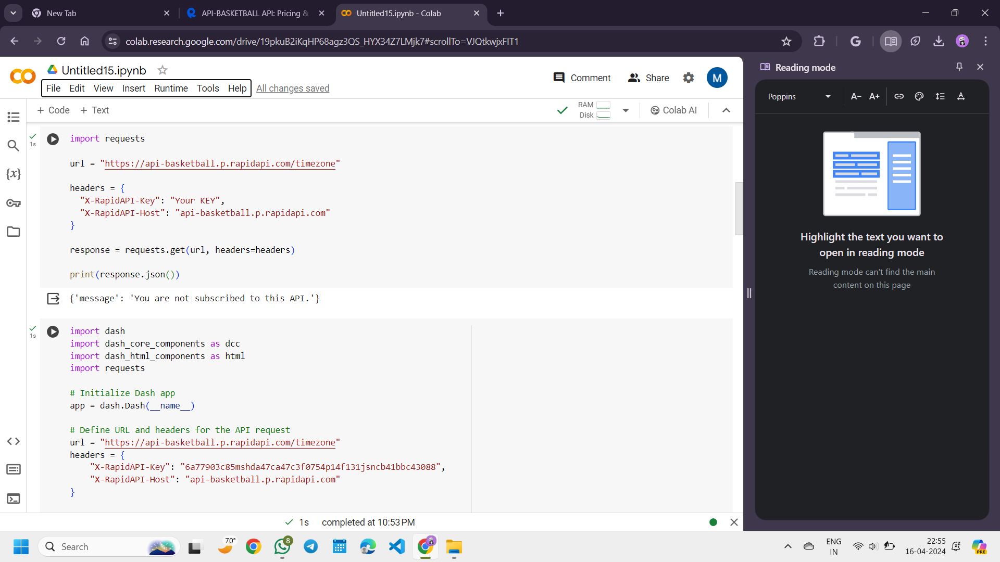 New Tab
API-BASKETBALL API: Pricing &
Untitled15.ipynb - Colab
colab.research.google.com/drive/19pkuB2iKqHP68agz3QS_HYX34Z7LMjk7#scrollTo=VJQtkwjxFIT1
Untitled15.ipynb
File Edit View Insert Runtime Tools Help All changes saved
Comment Share M
+ Code + Text
RAM
Disk
Colab AI
1s
import requests
url = "https://api-basketball.p.rapidapi.com/timezone"
headers = {
"X-RapidAPI-Key": "Your KEY",
"X-RapidAPI-Host": "api-basketball.p.rapidapi.com"
}
response = requests.get(url, headers=headers)
print(response.json())
{'message': 'You are not subscribed to this API.'}
1s
import dash
import dash_core_components as dcc
import dash_html_components as html
import requests
# Initialize Dash app
app = dash.Dash(__name__)
# Define URL and headers for the API request
url = "https://api-basketball.p.rapidapi.com/timezone"
headers = {
"X-RapidAPI-Key": "6a77903c85mshda47ca47c3f0754p14f131jsncb41bbc43088",
"X-RapidAPI-Host": "api-basketball.p.rapidapi.com"
}
1s completed at 10:53 PM
Reading mode
Poppins
A- A+
Highlight the text you want to
open in reading mode
Reading mode can't find the main
content on this page
Search
70°
8
ENG
IN
22:55
16-04-2024
PRE